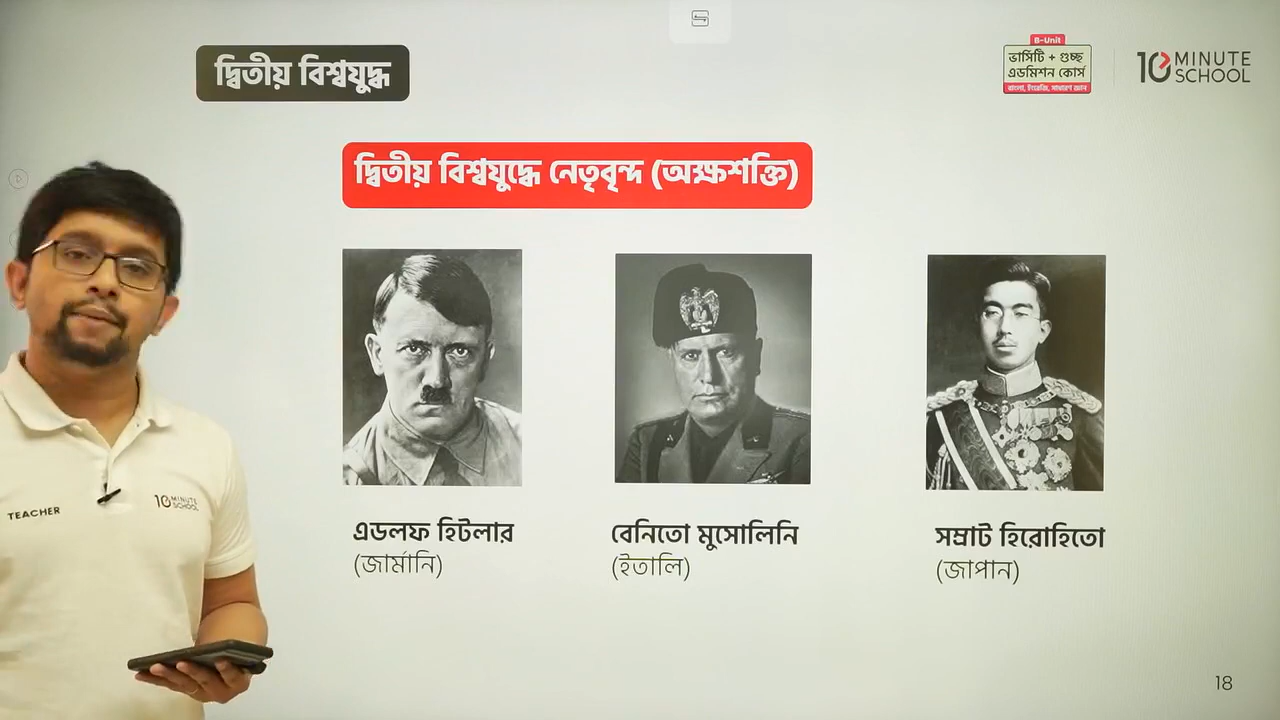 দ্বিতীয় বিশ্বযুদ্ধ
B-Unit
ভার্সিটি + গুচ্ছ
এডমিশন কোর্স
বাংলা, ইংরেজি, সাধারণ জ্ঞান
10 MINUTE
SCHOOL
দ্বিতীয় বিশ্বযুদ্ধে নেতৃবৃন্দ (অক্ষশক্তি)
এডলফ হিটলার
(জার্মানি)
বেনিতো মুসোলিনি
(ইতালি)
সম্রাট হিরোহিতো
(জাপান)
TEACHER
10 MINUTE
SCHOOL
18